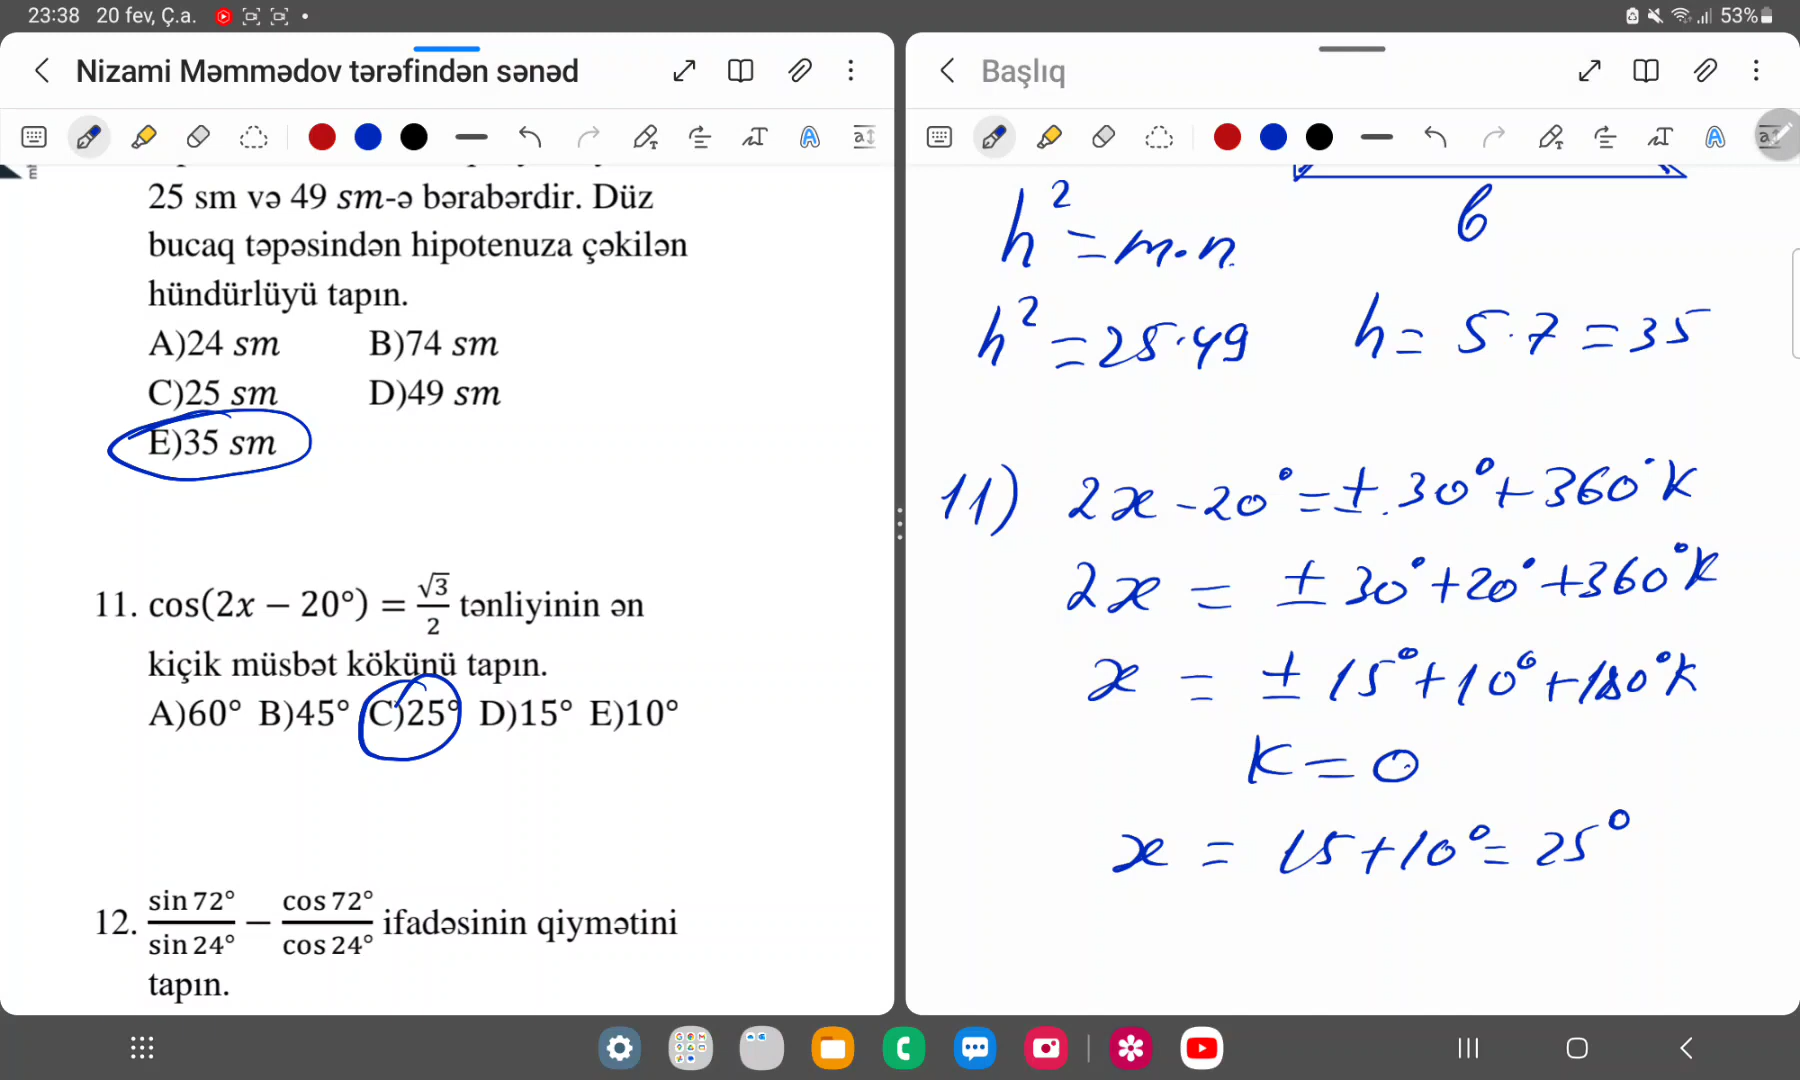 23:38 20 fev, Ç.a.
53%
Nizami Məmmədov tərəfindən sənəd
25 sm və 49 sm-ə bərabərdir. Düz
bucaq təpəsindən hipotenuza çəkilən
hündürlüyü tapın.
A)24 sm B)74 sm
C)25 sm D)49 sm
E)35 sm
11. cos(2x − 20°) = √3/2 tənliyinin ən
kiçik müsbət kökünü tapın.
A)60° B)45° C)25° D)15° E)10°
12. sin 72°/sin 24° − cos 72°/cos 24° ifadəsinin qiymətini
tapın.
Başlıq
b
h² = m·n
h² = 25·49 h = 5·7 = 35
11) 2x − 20° = ± 30° + 360° k
2x = ± 30° + 20° + 360° k
x = ± 15° + 10° + 180° k
k = 0
x = 15 + 10° = 25°